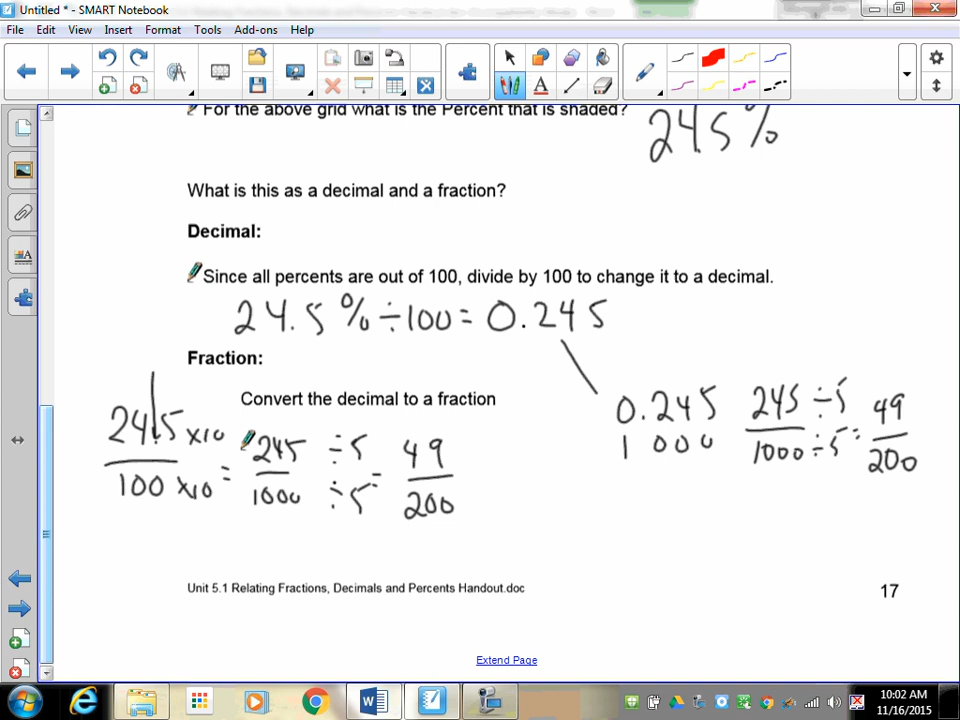 Untitled * - SMART Notebook
File Edit View Insert Format Tools Add-ons Help
For the above grid what is the Percent that is shaded?
24.5 %
What is this as a decimal and a fraction?
Decimal:
Since all percents are out of 100, divide by 100 to change it to a decimal.
24.5 % ÷ 100 = 0.245
Fraction:
Convert the decimal to a fraction
24.5 x10 = 245 ÷5 = 49
100 x10 1000 ÷5 200
0.245 245 ÷5 = 49
1 000 1000 ÷5 200
Unit 5.1 Relating Fractions, Decimals and Percents Handout.doc
17
Extend Page
10:02 AM
11/16/2015